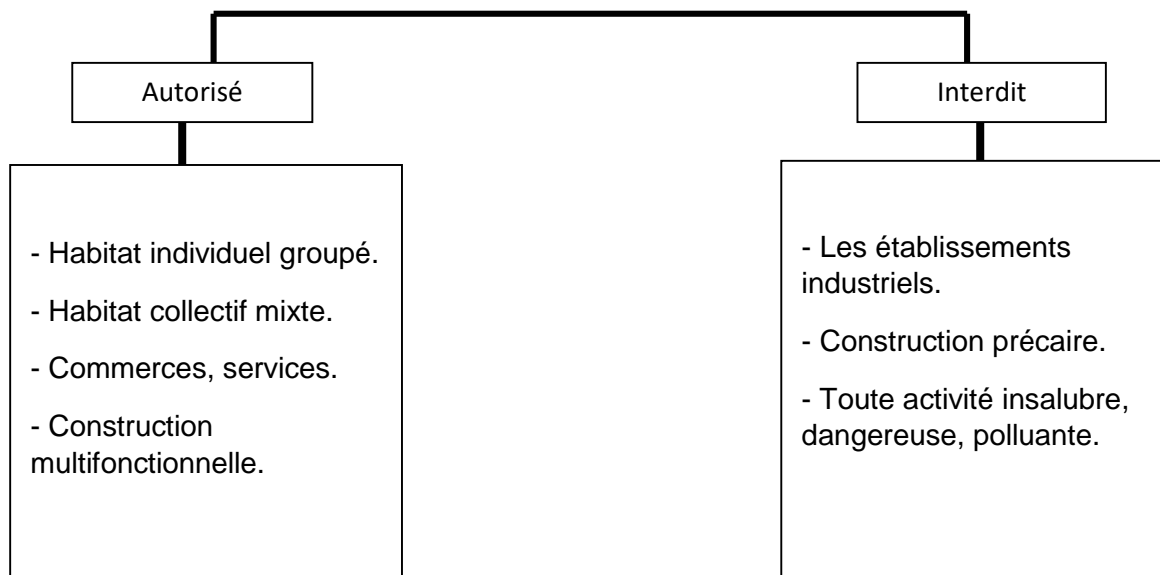 Autorisé
Interdit
- Habitat individuel groupé.
- Habitat collectif mixte.
- Commerces, services.
- Construction
multifonctionnelle.
- Les établissements
industriels.
- Construction précaire.
- Toute activité insalubre,
dangereuse, polluante.